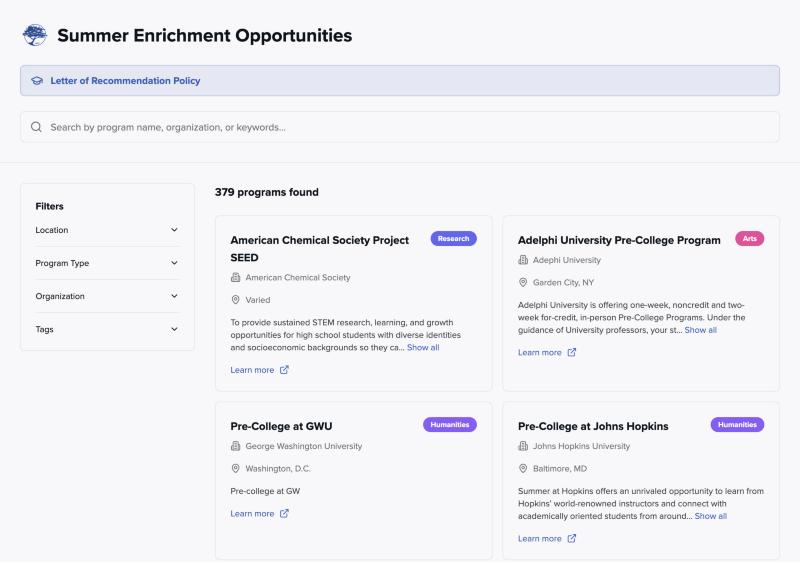 Summer Enrichment Opportunities
Letter of Recommendation Policy
Search by program name, organization, or keywords...
Filters
Location
Program Type
Organization
Tags
379 programs found
American Chemical Society Project
SEED
Research
American Chemical Society
Varied
To provide sustained STEM research, learning, and growth
opportunities for high school students with diverse identities
and socioeconomic backgrounds so they ca... Show all
Learn more
Adelphi University Pre-College Program
Arts
Adephi University
Garden City, NY
Adelphi University is offering one-week, noncredit and two-
week for-credit, in-person Pre-College Programs. Under the
guidance of University professors, your st... Show all
Learn more
Pre-College at GWU
Humanities
George Washington University
Washington, D.C.
Pre-college at GW
Learn more
Pre-College at Johns Hopkins
Humanities
Johns Hopkins University
Baltimore, MD
Summer at Hopkins offers an unrivaled opportunity to learn from
Hopkins' world-renowned instructors and connect with
academically oriented students from around... Show all
Learn more